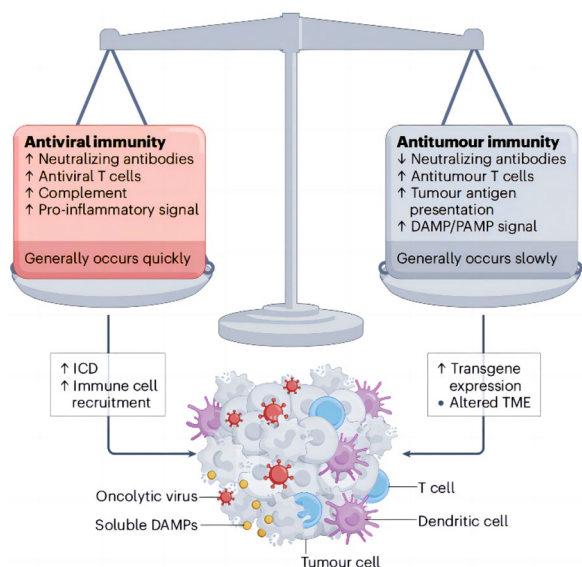 Antiviral immunity
↑ Neutralizing antibodies
↑ Antiviral T cells
↑ Complement
↑ Pro-inflammatory signal
Generally occurs quickly
Antitumour immunity
↓ Neutralizing antibodies
↑ Antitumour T cells
↑ Tumour antigen
presentation
↑ DAMP/PAMP signal
Generally occurs slowly
↑ ICD
↑ Immune cell
recruitment
↑ Transgene
expression
• Altered TME
Oncolytic virus
Soluble DAMPs
Tumour cell
T cell
Dendritic cell